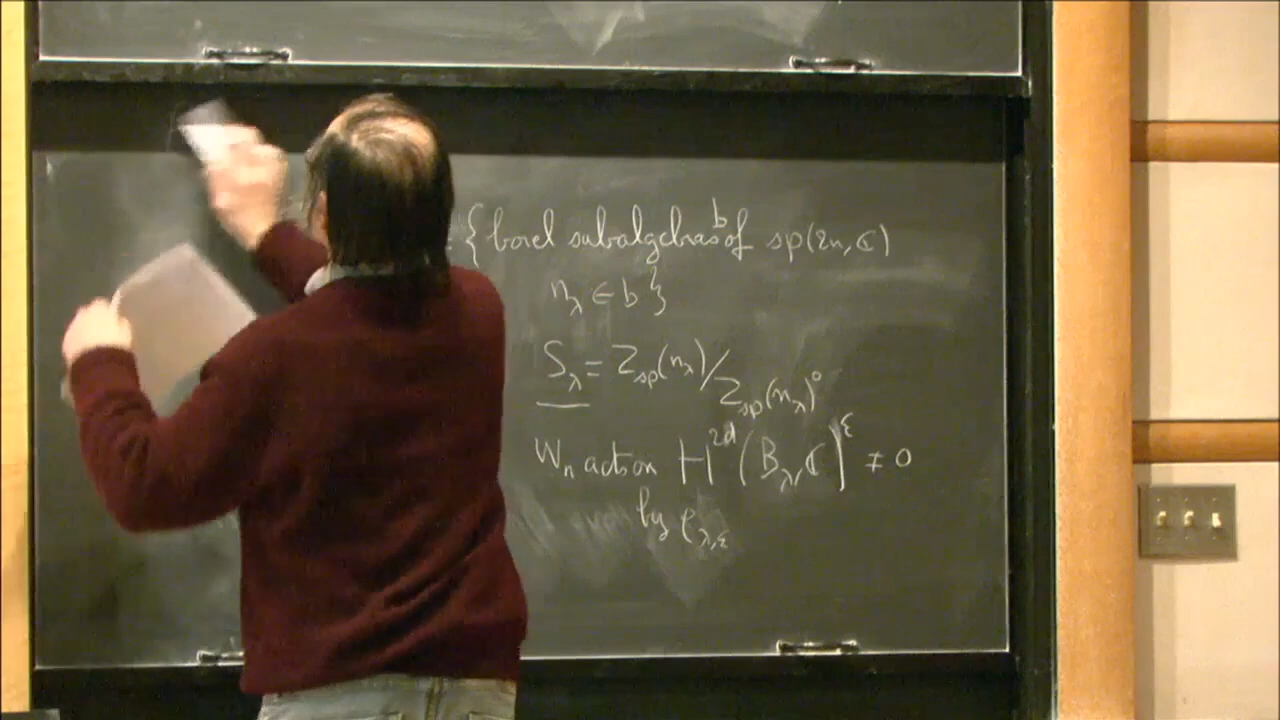 : { borel subalgebras b of sp(2n, ℂ)
n_λ ∈ b }
S_λ = Z_sp(n_λ) / Z_sp(n_λ)°
W_n action H^2d (B_λ, ℂ)^ε ≠ 0
by ρ_λ,ε